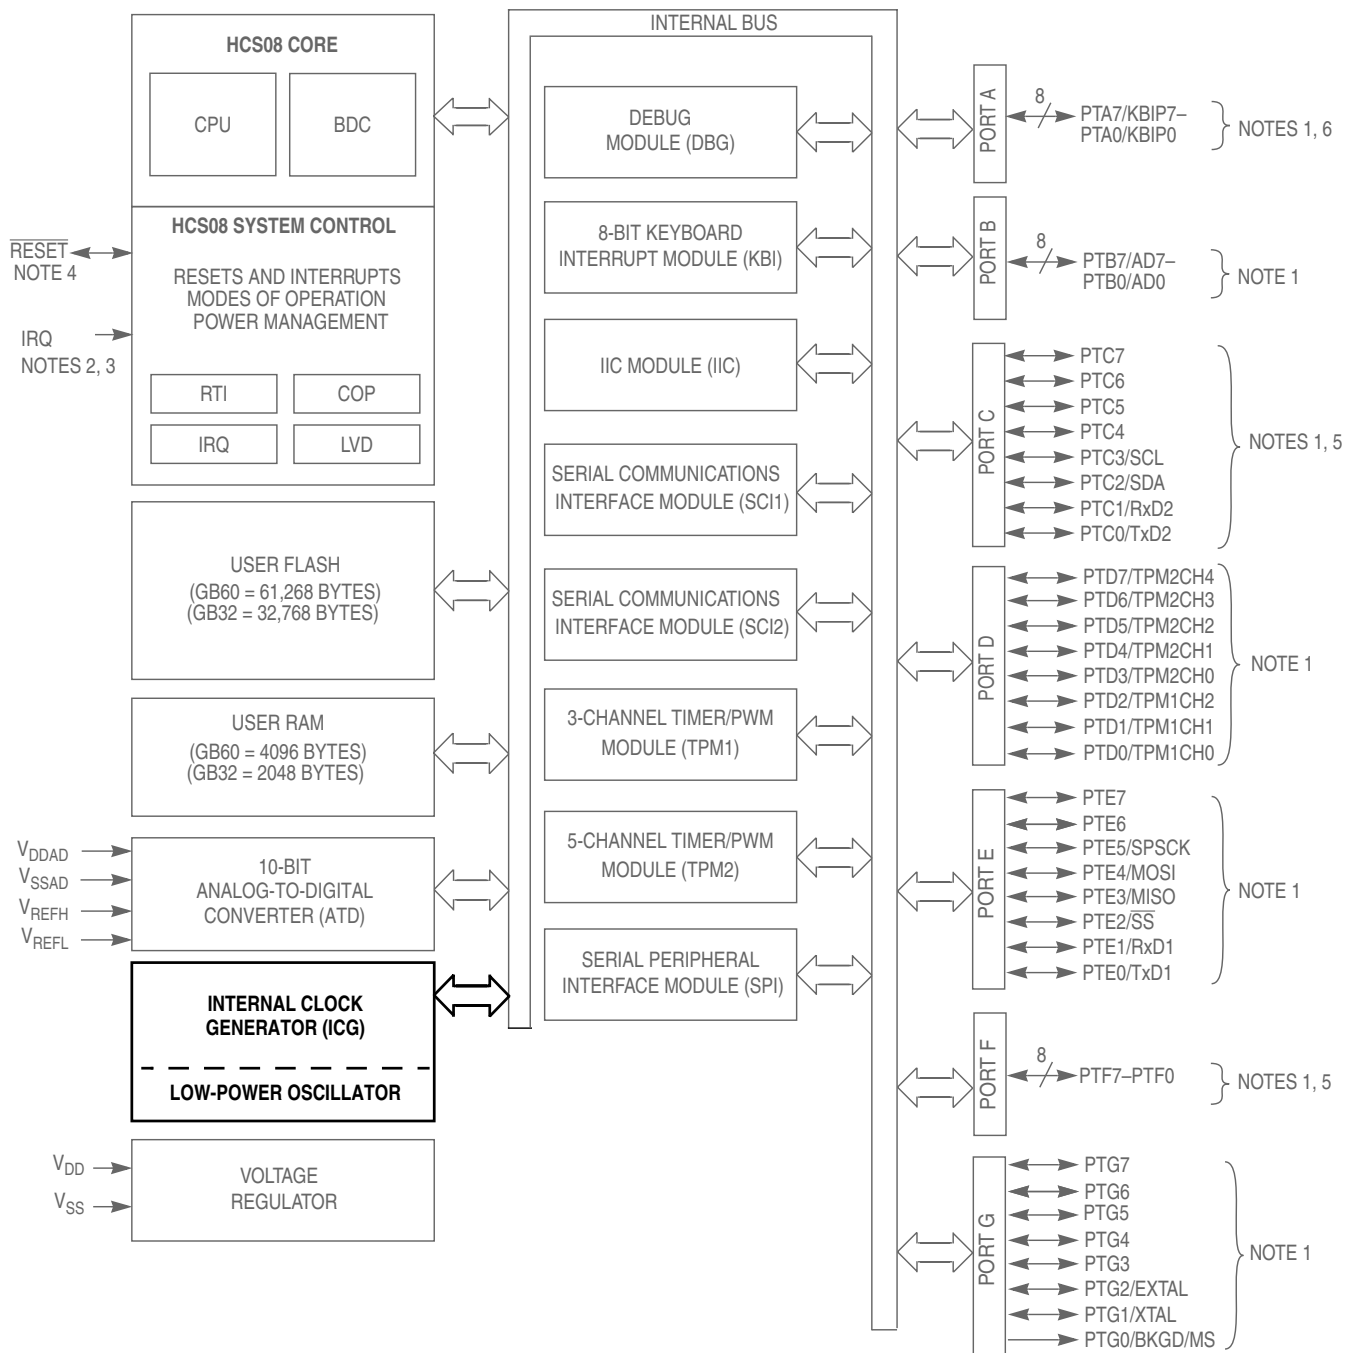 INTERNAL BUS
HCS08 CORE
CPU
BDC
HCS08 SYSTEM CONTROL
RESETS AND INTERRUPTS
MODES OF OPERATION
POWER MANAGEMENT
RTI
COP
IRQ
LVD
RESET
NOTE 4
IRQ
NOTES 2, 3
USER FLASH
(GB60 = 61,268 BYTES)
(GB32 = 32,768 BYTES)
USER RAM
(GB60 = 4096 BYTES)
(GB32 = 2048 BYTES)
VDDAD
VSSAD
VREFH
VREFL
10-BIT
ANALOG-TO-DIGITAL
CONVERTER (ATD)
INTERNAL CLOCK
GENERATOR (ICG)
LOW-POWER OSCILLATOR
VDD
VSS
VOLTAGE
REGULATOR
DEBUG
MODULE (DBG)
8-BIT KEYBOARD
INTERRUPT MODULE (KBI)
IIC MODULE (IIC)
SERIAL COMMUNICATIONS
INTERFACE MODULE (SCI1)
SERIAL COMMUNICATIONS
INTERFACE MODULE (SCI2)
3-CHANNEL TIMER/PWM
MODULE (TPM1)
5-CHANNEL TIMER/PWM
MODULE (TPM2)
SERIAL PERIPHERAL
INTERFACE MODULE (SPI)
PORT A
8
PTA7/KBIP7–
PTA0/KBIP0
NOTES 1, 6
PORT B
8
PTB7/AD7–
PTB0/AD0
NOTE 1
PORT C
PTC7
PTC6
PTC5
PTC4
PTC3/SCL
PTC2/SDA
PTC1/RxD2
PTC0/TxD2
NOTES 1, 5
PORT D
PTD7/TPM2CH4
PTD6/TPM2CH3
PTD5/TPM2CH2
PTD4/TPM2CH1
PTD3/TPM2CH0
PTD2/TPM1CH2
PTD1/TPM1CH1
PTD0/TPM1CH0
NOTE 1
PORT E
PTE7
PTE6
PTE5/SPSCK
PTE4/MOSI
PTE3/MISO
PTE2/SS
PTE1/RxD1
PTE0/TxD1
NOTE 1
PORT F
8
PTF7–PTF0
NOTES 1, 5
PORT G
PTG7
PTG6
PTG5
PTG4
PTG3
PTG2/EXTAL
PTG1/XTAL
PTG0/BKGD/MS
NOTE 1